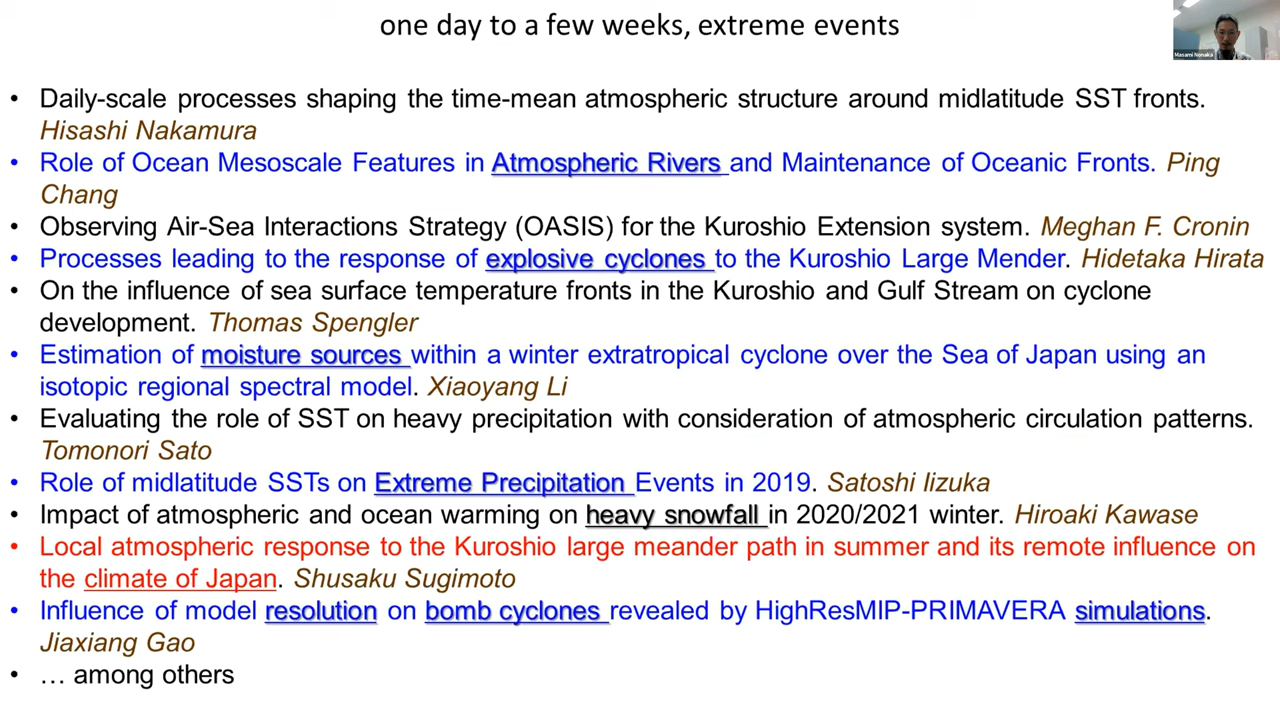 one day to a few weeks, extreme events
Masami Nonaka
• Daily-scale processes shaping the time-mean atmospheric structure around midlatitude SST fronts.
Hisashi Nakamura
• Role of Ocean Mesoscale Features in Atmospheric Rivers and Maintenance of Oceanic Fronts. Ping
Chang
• Observing Air-Sea Interactions Strategy (OASIS) for the Kuroshio Extension system. Meghan F. Cronin
• Processes leading to the response of explosive cyclones to the Kuroshio Large Mender. Hidetaka Hirata
• On the influence of sea surface temperature fronts in the Kuroshio and Gulf Stream on cyclone
development. Thomas Spengler
• Estimation of moisture sources within a winter extratropical cyclone over the Sea of Japan using an
isotopic regional spectral model. Xiaoyang Li
• Evaluating the role of SST on heavy precipitation with consideration of atmospheric circulation patterns.
Tomonori Sato
• Role of midlatitude SSTs on Extreme Precipitation Events in 2019. Satoshi Iizuka
• Impact of atmospheric and ocean warming on heavy snowfall in 2020/2021 winter. Hiroaki Kawase
• Local atmospheric response to the Kuroshio large meander path in summer and its remote influence on
the climate of Japan. Shusaku Sugimoto
• Influence of model resolution on bomb cyclones revealed by HighResMIP-PRIMAVERA simulations.
Jiaxiang Gao
• … among others